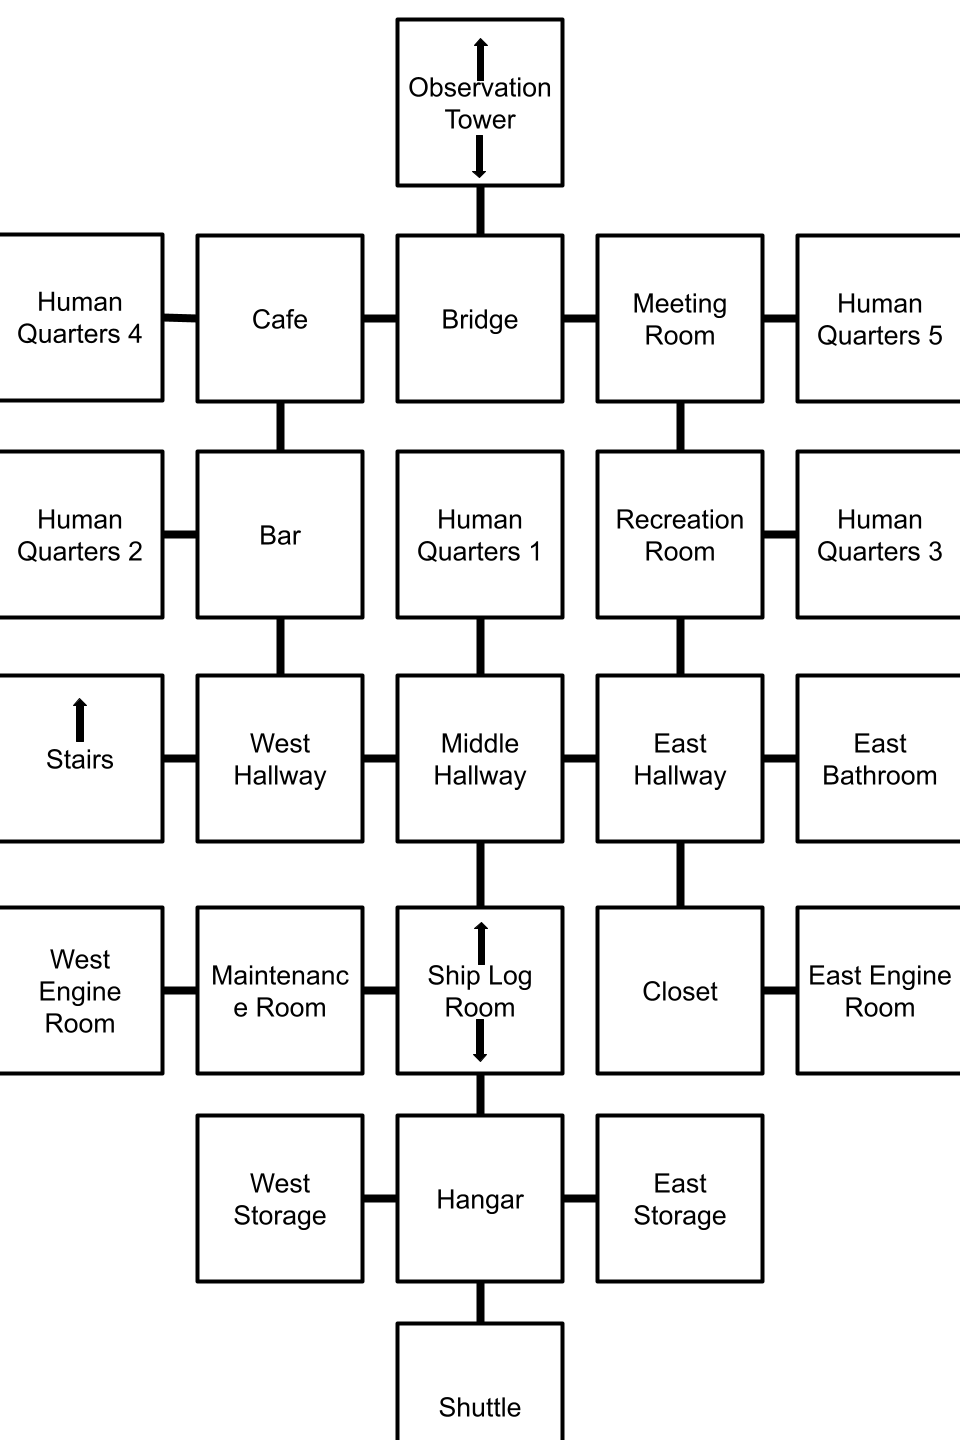 Observation
Tower
Human
Quarters 4
Cafe
Bridge
Meeting
Room
Human
Quarters 5
Human
Quarters 2
Bar
Human
Quarters 1
Recreation
Room
Human
Quarters 3
Stairs
West
Hallway
Middle
Hallway
East
Hallway
East
Bathroom
West
Engine
Room
Maintenanc
e Room
Ship Log
Room
Closet
East Engine
Room
West
Storage
Hangar
East
Storage
Shuttle